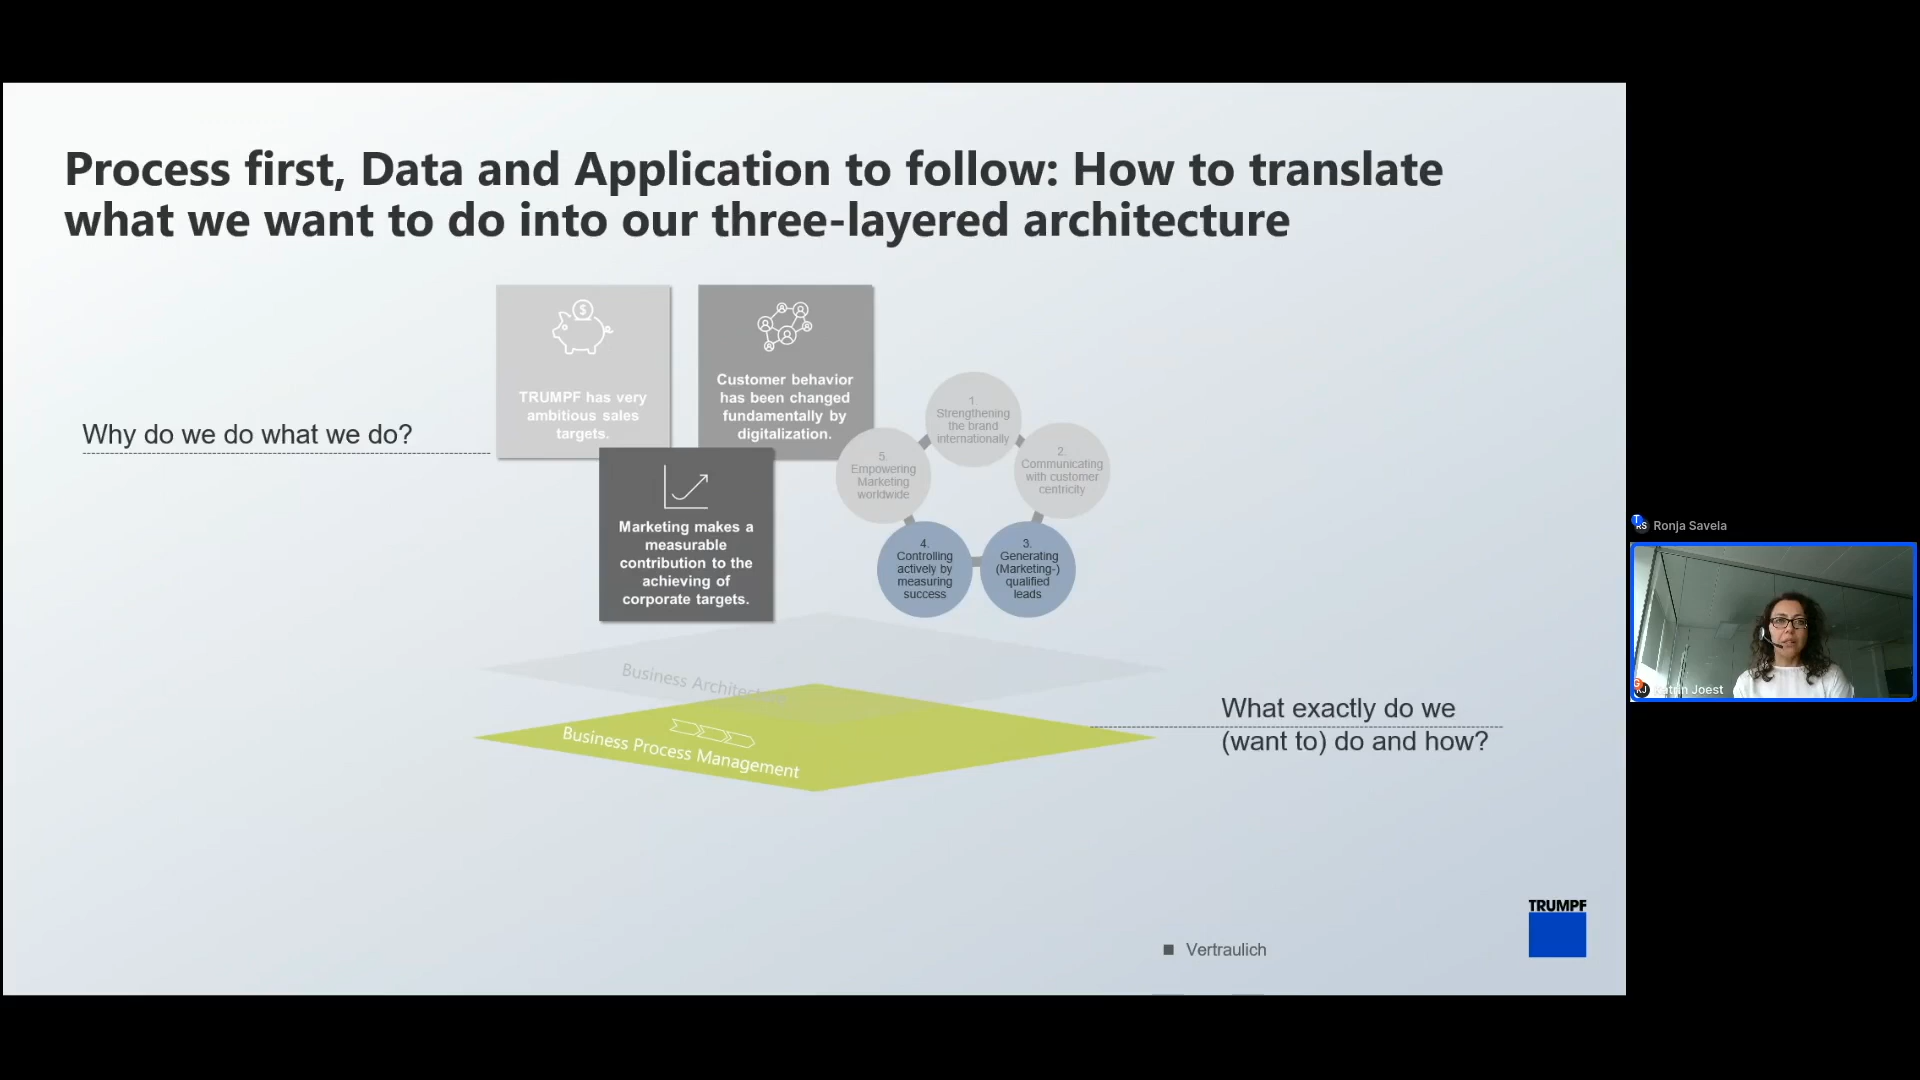 Process first, Data and Application to follow: How to translate
what we want to do into our three-layered architecture
Why do we do what we do?
$
TRUMPF has very
ambitious sales
targets.
Customer behavior
has been changed
fundamentally by
digitalization.
Marketing makes a
measurable
contribution to the
achieving of
corporate targets.
1.
Strengthening
the brand
internationally
2.
Communicating
with customer
centricity
3.
Generating
(Marketing-)
qualified
leads
4.
Controlling
actively by
measuring
success
5.
Empowering
Marketing
worldwide
Business Architecture
Business Process Management
What exactly do we
(want to) do and how?
Vertraulich
TRUMPF
Ronja Savela
Katrin Joest